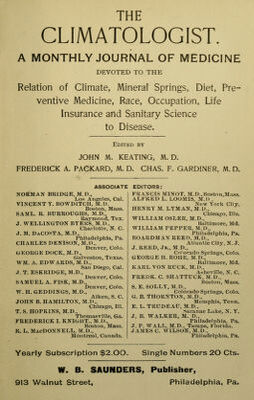 THE
CLIMATOLOGIST.
A MONTHLY JOURNAL OF MEDICINE
DEVOTED TO THE
Relation of Climate, Mineral Springs, Diet, Pre-
ventive Medicine, Race, Occupation, Life
Insurance and Sanitary Science
to Disease.
EDITED BY
JOHN M. KEATING, M. D.
FREDERICK A. PACKARD, M. D. CHAS. F. GARDINER, M. D.
ASSOCIATE EDITORS:
NORMAN BRIDGE, M.D.,
Los Angeles, Cal.
VINCENT Y. BOWDITCH, M.D.,
Boston, Mass.
SAML. R. BURROUGHS, M.D.,
Raymond, Tex.
J. WELLINGTON BYERS, M.D.,
Charlotte, N. C.
J. M. DACOSTA, M.D.,
Philadelphia, Pa.
CHARLES DENISON, M.D.,
Denver, Colo.
GEORGE DOCK, M.D.,
Galveston, Texas.
WM. A. EDWARDS, M.D.,
San Diego, Cal.
J. T. ESKRIDGE, M.D.,
Denver, Colo.
SAMUEL A. FISK, M.D.,
Denver, Colo.
W. H. GEDDINGS, M.D.,
Aiken, S. C.
JOHN B. HAMILTON, M.D.,
Chicago, Ill.
T. S. HOPKINS, M.D.,
Thomasville, Ga.
FREDERICK I. KNIGHT, M.D.,
Boston, Mass.
R. L. MACDONNELL, M.D.,
Montreal, Canada.
FRANCIS MINOT, M.D., Boston, Mass.
ALFRED L. LOOMIS, M.D.,
New York City.
HENRY M. LYMAN, M.D.,
Chicago, Ills.
WILLIAM OSLER, M.D.,
Baltimore, Md.
WILLIAM PEPPER, M.D.,
Philadelphia, Pa.
BOARDMAN REED, M.D.,
Atlantic City, N. J.
J. REED, Jr., M.D.,
Colorado Springs, Colo.
GEORGE H. ROHE, M.D.,
Baltimore, Md.
KARL VON RUCK, M.D.,
Asheville, N. C.
FREDK. C. SHATTUCK, M.D.,
Boston, Mass.
S. E. SOLLY, M.D.,
Colorado Springs, Colo.
G. B. THORNTON, M.D.,
Memphis, Tenn.
E. L. TRUDEAU, M.D.,
Saranac Lake, N.Y.
J. B. WALKER, M.D.,
Philadelphia, Pa.
J. P. WALL, M.D., Tampa, Florida.
JAMES C. WILSON, M.D.,
Philadelphia, Pa.
Yearly Subscription $2.00. Single Numbers 20 Cts.
W. B. SAUNDERS, Publisher,
913 Walnut Street, Philadelphia, Pa.